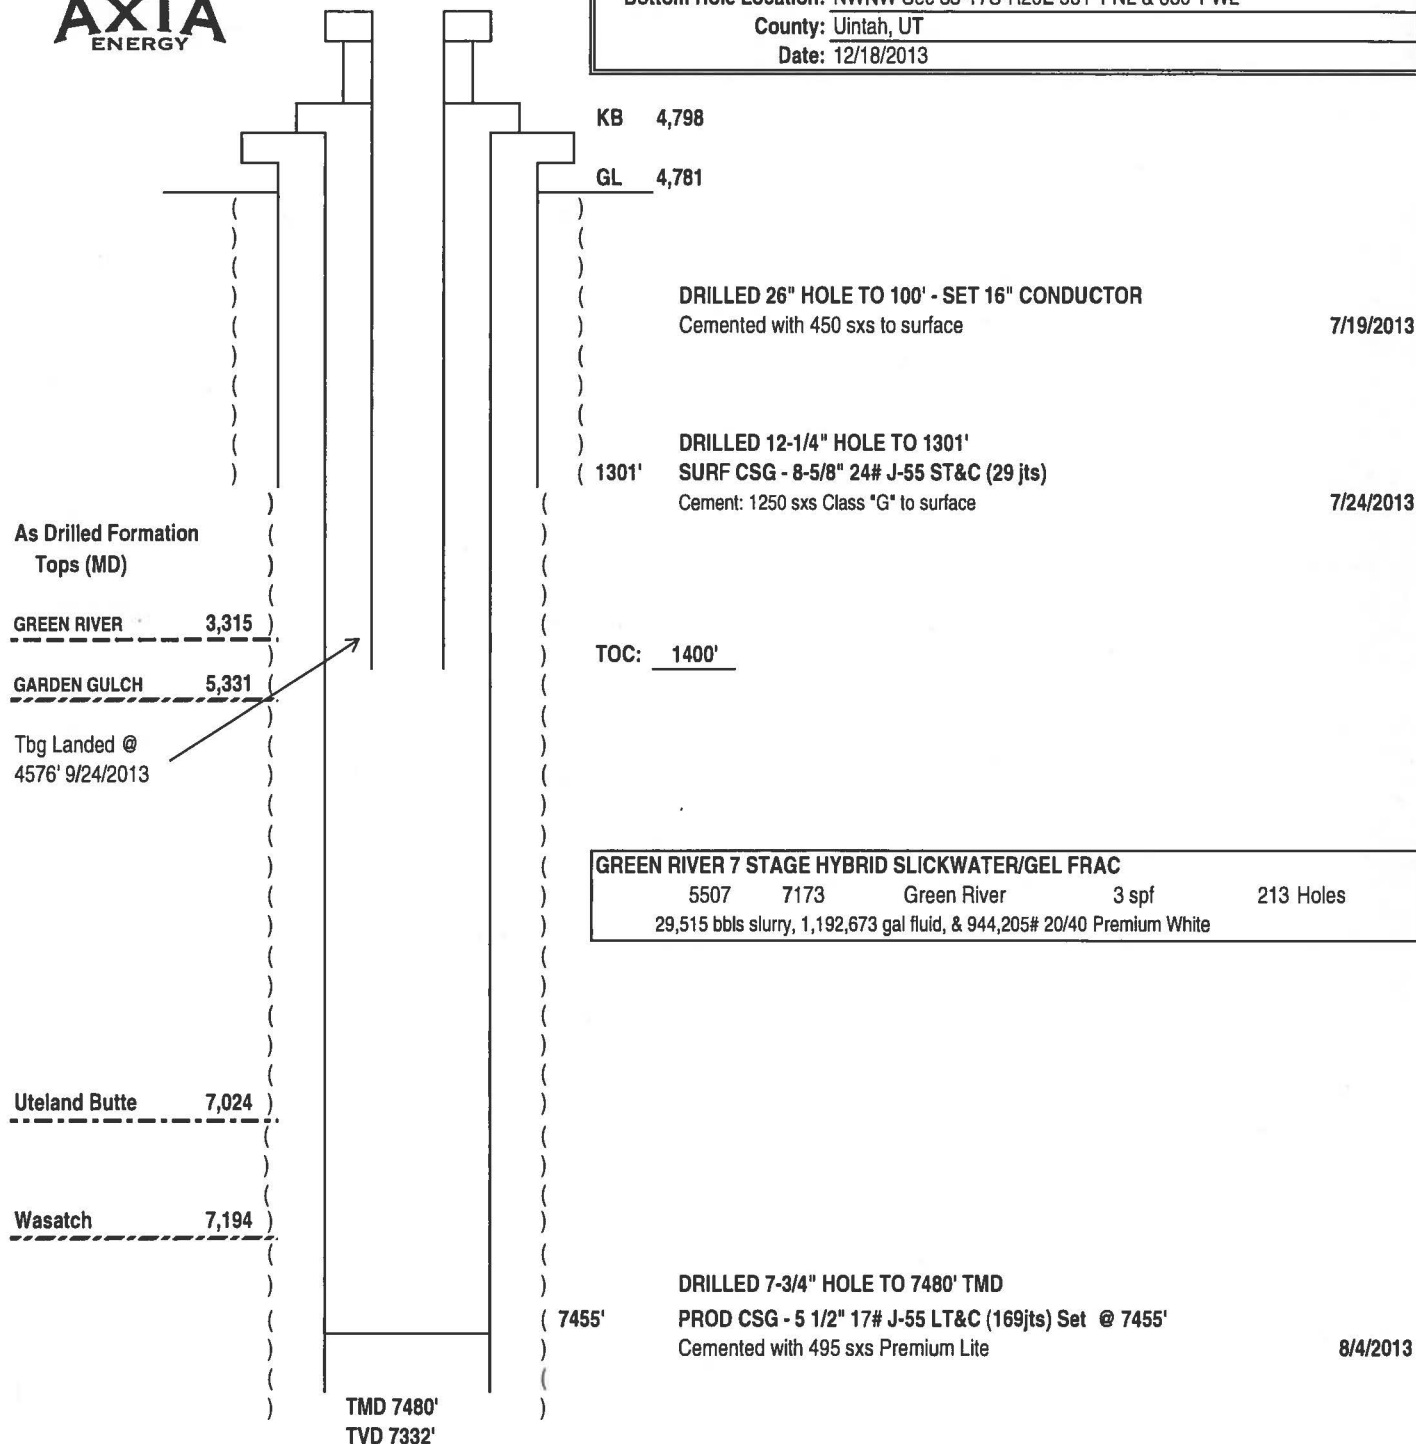 AXIA
ENERGY
County: Uintah, UT
Date: 12/18/2013
KB 4,798
GL 4,781
DRILLED 26" HOLE TO 100' - SET 16" CONDUCTOR
Cemented with 450 sxs to surface 7/19/2013
DRILLED 12-1/4" HOLE TO 1301'
1301' SURF CSG - 8-5/8" 24# J-55 ST&C (29 jts)
Cement: 1250 sxs Class "G" to surface 7/24/2013
As Drilled Formation
Tops (MD)
GREEN RIVER 3,315
TOC: 1400'
GARDEN GULCH 5,331
Tbg Landed @
4576' 9/24/2013
GREEN RIVER 7 STAGE HYBRID SLICKWATER/GEL FRAC
5507 7173 Green River 3 spf 213 Holes
29,515 bbls slurry, 1,192,673 gal fluid, & 944,205# 20/40 Premium White
Uteland Butte 7,024
Wasatch 7,194
DRILLED 7-3/4" HOLE TO 7480' TMD
7455' PROD CSG - 5 1/2" 17# J-55 LT&C (169jts) Set @ 7455'
Cemented with 495 sxs Premium Lite 8/4/2013
TMD 7480'
TVD 7332'